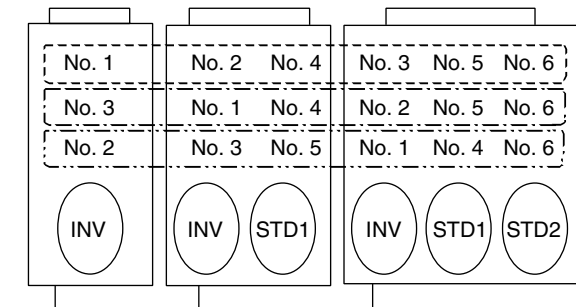 No. 1 No. 2 No. 4 No. 3 No. 5 No. 6
No. 3 No. 1 No. 4 No. 2 No. 5 No. 6
No. 2 No. 3 No. 5 No. 1 No. 4 No. 6
INV INV STD1 INV STD1 STD2